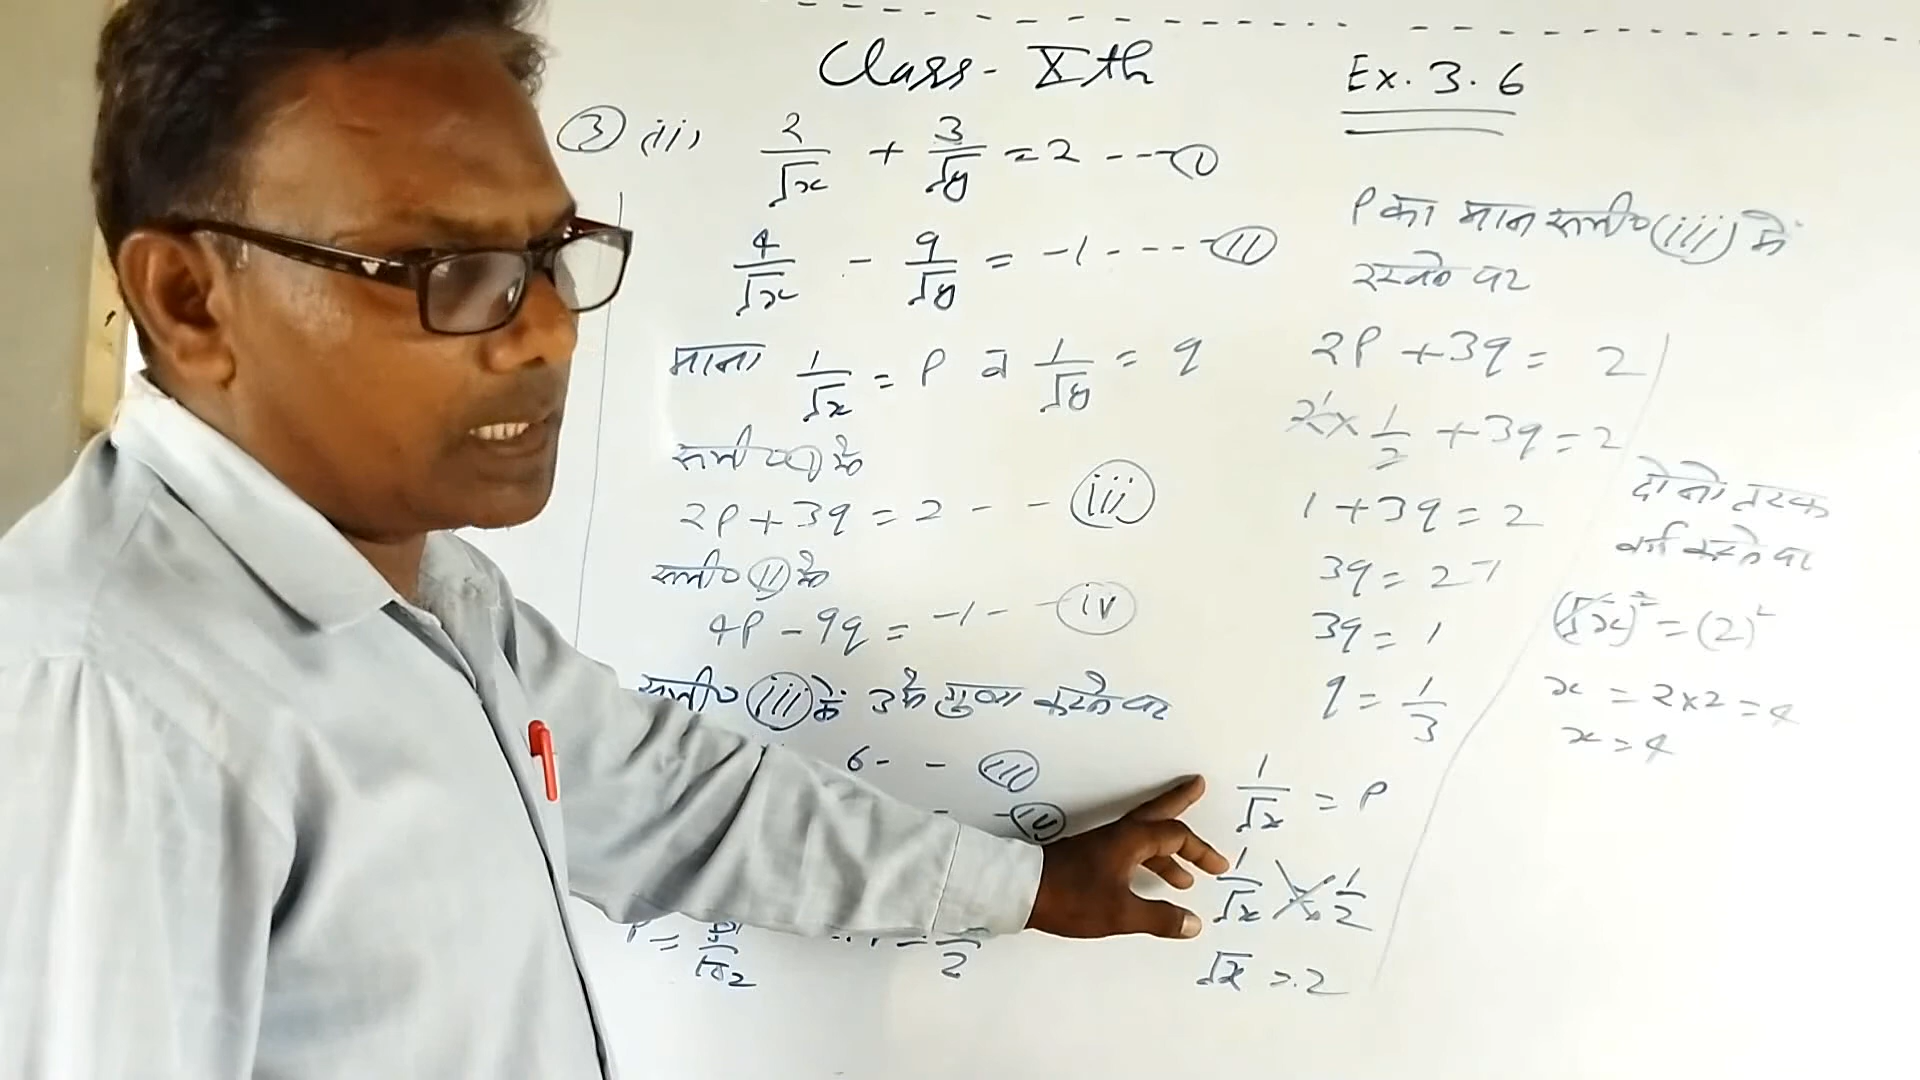 Class - Xth
Ex. 3.6
③ (ii) 2/√x + 3/√y = 2 --- (i)
4/√x - 9/√y = -1 ---- (ii)
माना 1/√x = P व 1/√y = q
समी० (i) से
2P + 3q = 2 - - (iii)
समी० (ii) से
4P - 9q = -1 - - (iv)
समी० (iii) में 3 से गुणा करने पर
6 - - (iii)
- - (iv)
P = 5/10 2
2
P का मान समी० (iii) में
रखने पर
2P + 3q = 2
2 × 1/2 + 3q = 2
1 + 3q = 2
3q = 2 - 1
3q = 1
q = 1/3
1/√x = P
1/√x = 1/2
√x = 2
दोनो तरफ
वर्ग करने पर
(√x)² = (2)²
x = 2×2 = 4
x = 4